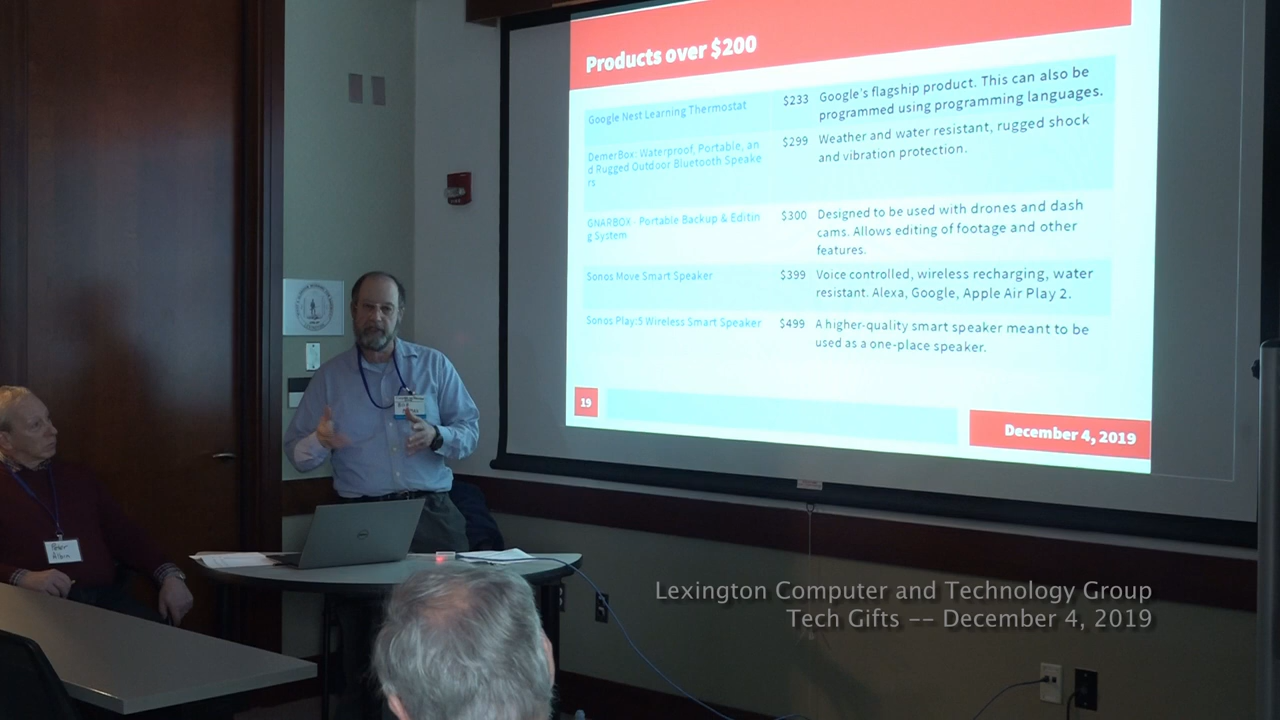 Products over $200
Google Nest Learning Thermostat
$233
Google's flagship product. This can also be
programmed using programming languages.
DemerBox: Waterproof, Portable, an
d Rugged Outdoor Bluetooth Speake
rs
$299
Weather and water resistant, rugged shock
and vibration protection.
GNARBOX - Portable Backup & Editin
g System
$300
Designed to be used with drones and dash
cams. Allows editing of footage and other
features.
Sonos Move Smart Speaker
$399
Voice controlled, wireless recharging, water
resistant. Alexa, Google, Apple Air Play 2.
Sonos Play:5 Wireless Smart Speaker
$499
A higher-quality smart speaker meant to be
used as a one-place speaker.
19
December 4, 2019
DELL
Lexington Computer and Technology Group
Tech Gifts -- December 4, 2019